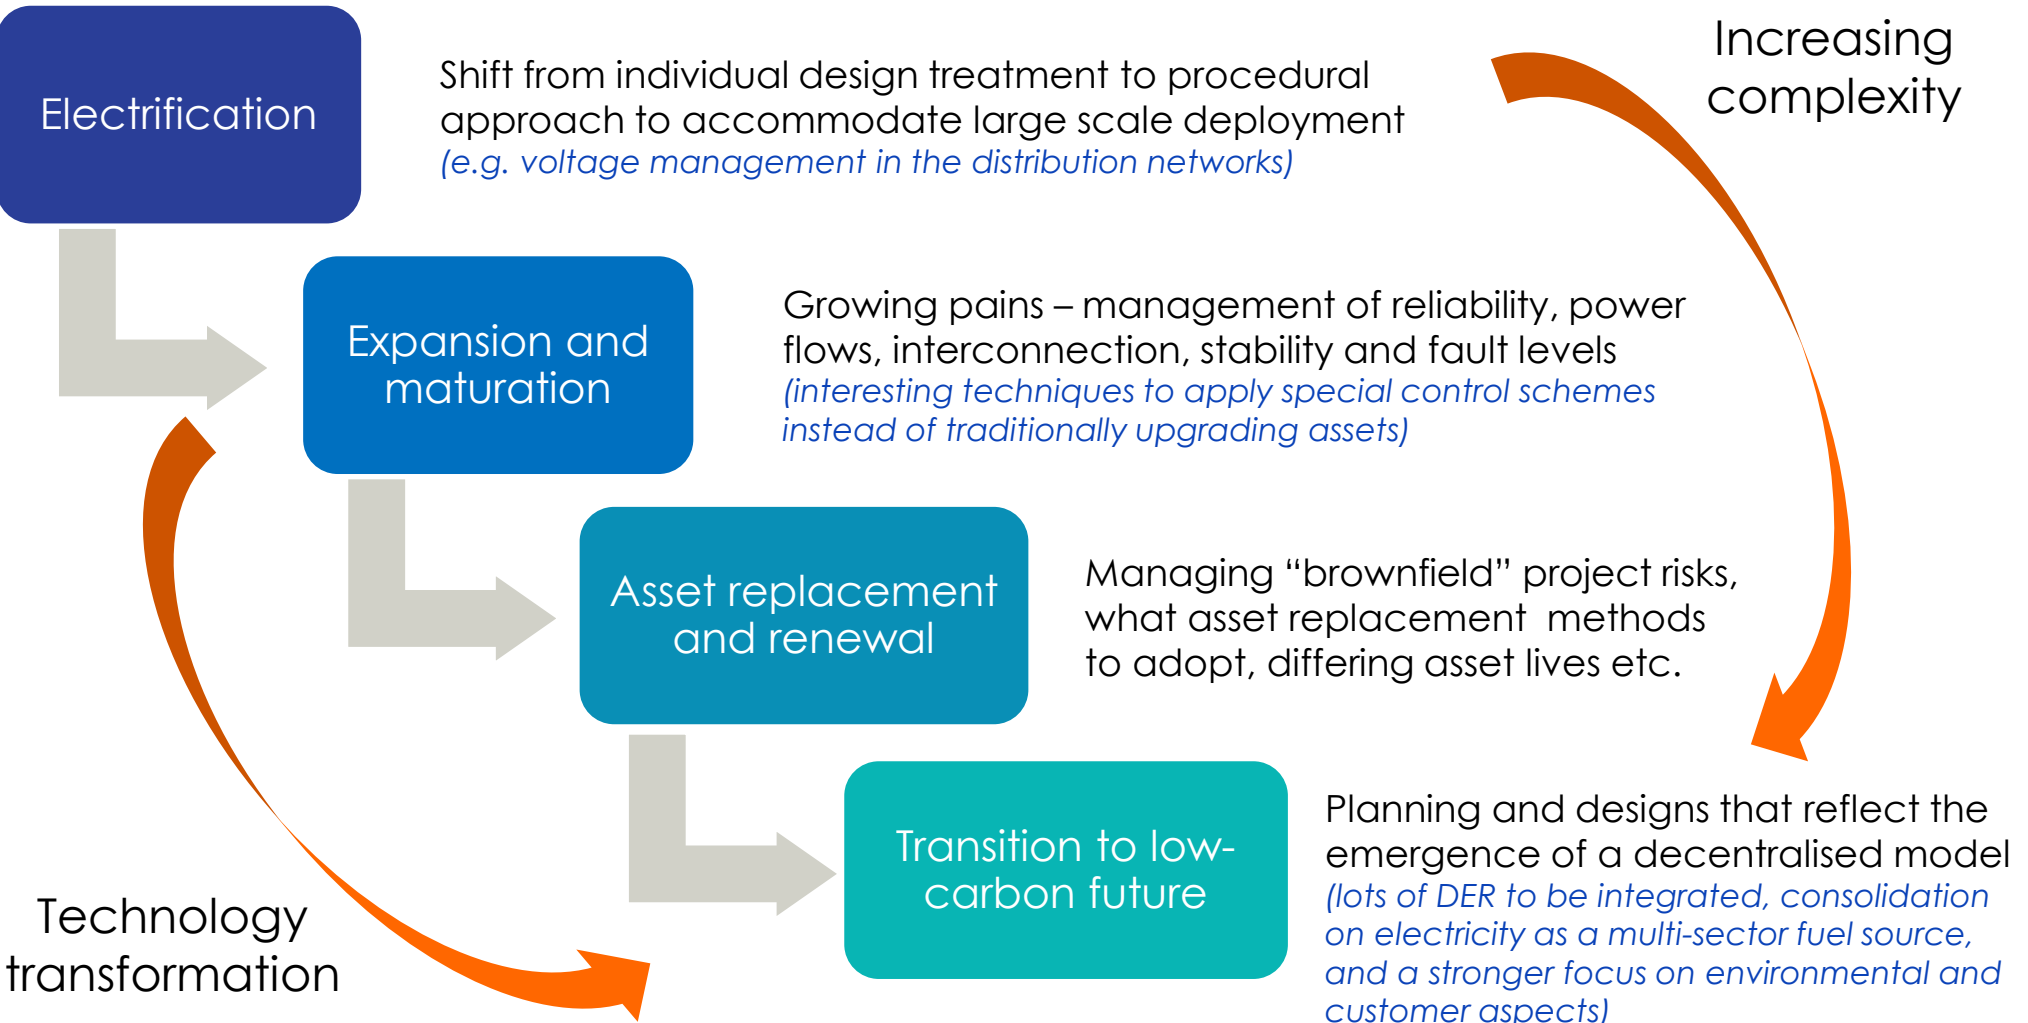 Increasing
complexity
Electrification
Shift from individual design treatment to procedural
approach to accommodate large scale deployment
(e.g. voltage management in the distribution networks)
Expansion and
maturation
Growing pains – management of reliability, power
flows, interconnection, stability and fault levels
(interesting techniques to apply special control schemes
instead of traditionally upgrading assets)
Asset replacement
and renewal
Managing “brownfield” project risks,
what asset replacement methods
to adopt, differing asset lives etc.
Transition to low-
carbon future
Planning and designs that reflect the
emergence of a decentralised model
(lots of DER to be integrated, consolidation
on electricity as a multi-sector fuel source,
and a stronger focus on environmental and
customer aspects)
Technology
transformation